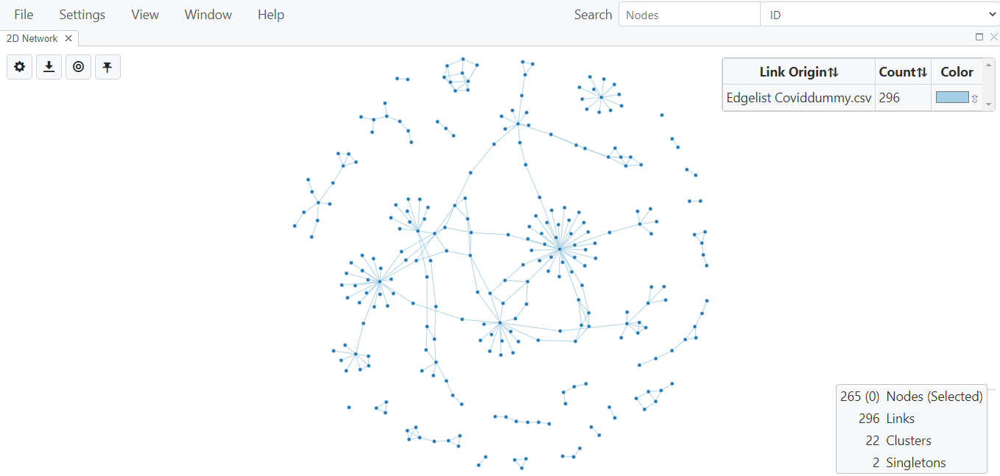 File Settings View Window Help Search Nodes ID
2D Network
Link Origin Count Color
Edgelist Coviddummy.csv 296
265 (0) Nodes (Selected)
296 Links
22 Clusters
2 Singletons